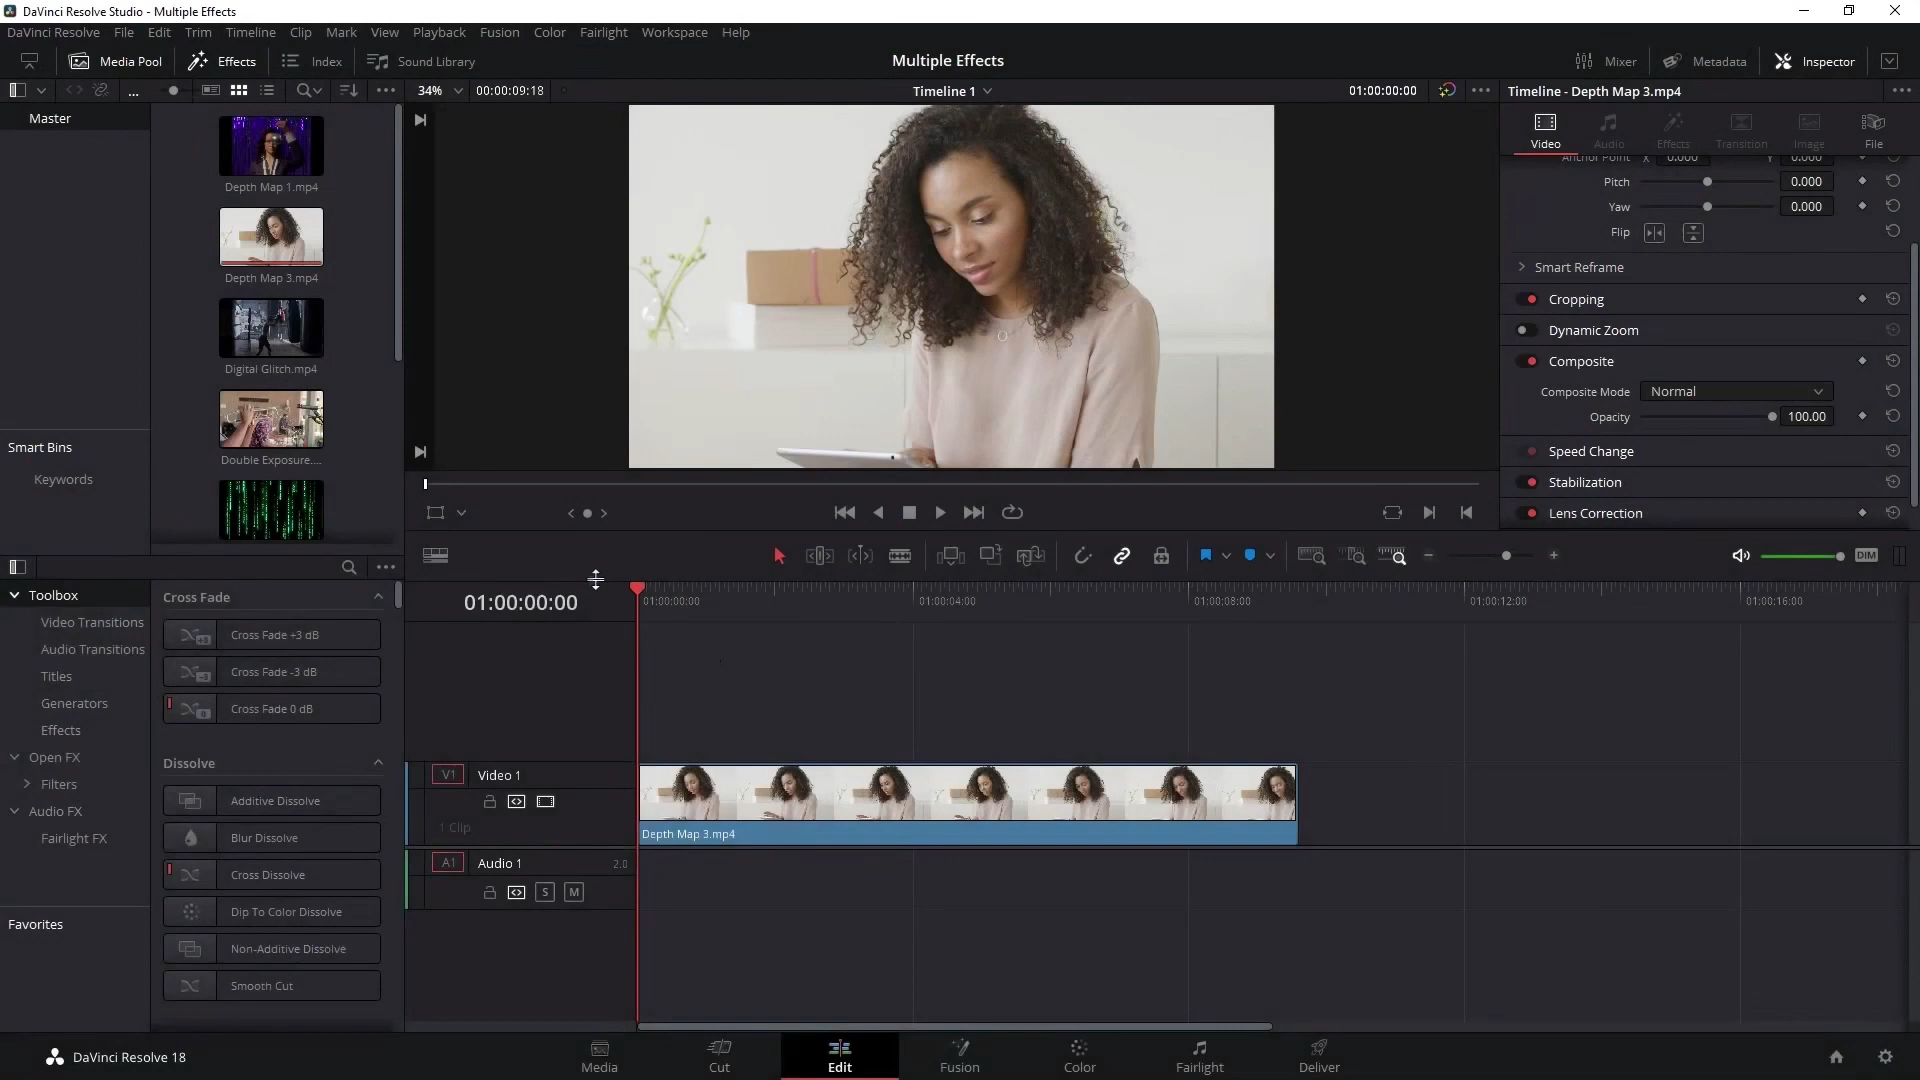 DaVinci Resolve Studio - Multiple Effects
DaVinci Resolve File Edit Trim Timeline Clip Mark View Playback Fusion Color Fairlight Workspace Help
Media Pool Effects Index Sound Library Multiple Effects Mixer Metadata Inspector
... 34% 00:00:09:18 Timeline 1 01:00:00:00 Timeline - Depth Map 3.mp4
Master
Depth Map 1.mp4
Depth Map 3.mp4
Digital Glitch.mp4
Double Exposure....
Smart Bins
Keywords
Video Audio Effects Transition Image File
Anchor Point X 0.000 Y 0.000
Pitch 0.000
Yaw 0.000
Flip
Smart Reframe
Cropping
Dynamic Zoom
Composite
Composite Mode Normal
Opacity 100.00
Speed Change
Stabilization
Lens Correction
DIM
Toolbox
Video Transitions
Audio Transitions
Titles
Generators
Effects
Open FX
Filters
Audio FX
Fairlight FX
Favorites
Cross Fade
+3 Cross Fade +3 dB
-3 Cross Fade -3 dB
0 Cross Fade 0 dB
Dissolve
Additive Dissolve
Blur Dissolve
Cross Dissolve
Dip To Color Dissolve
Non-Additive Dissolve
Smooth Cut
01:00:00:00
01:00:00:00 01:00:04:00 01:00:08:00 01:00:12:00 01:00:16:00
V1 Video 1
1 Clip
Depth Map 3.mp4
A1 Audio 1 2.0
S M
DaVinci Resolve 18
Media Cut Edit Fusion Color Fairlight Deliver